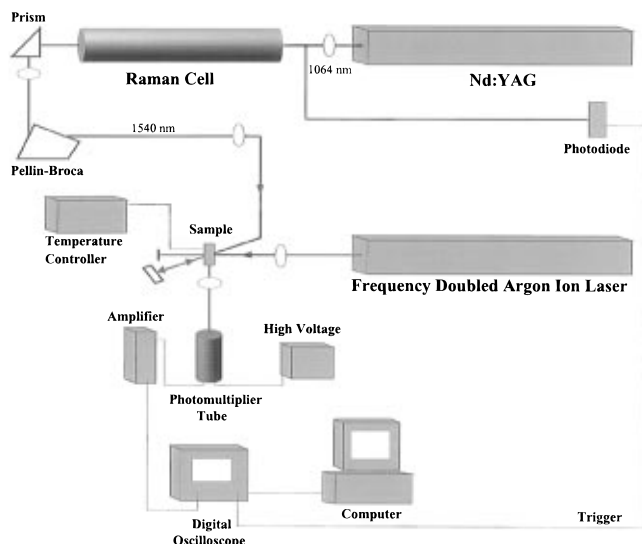 Prism
Raman Cell
1064 nm
Nd:YAG
1540 nm
Photodiode
Pellin-Broca
Sample
Temperature
Controller
Frequency Doubled Argon Ion Laser
Amplifier
High Voltage
Photomultiplier
Tube
Computer
Trigger
Digital
Oscilloscope